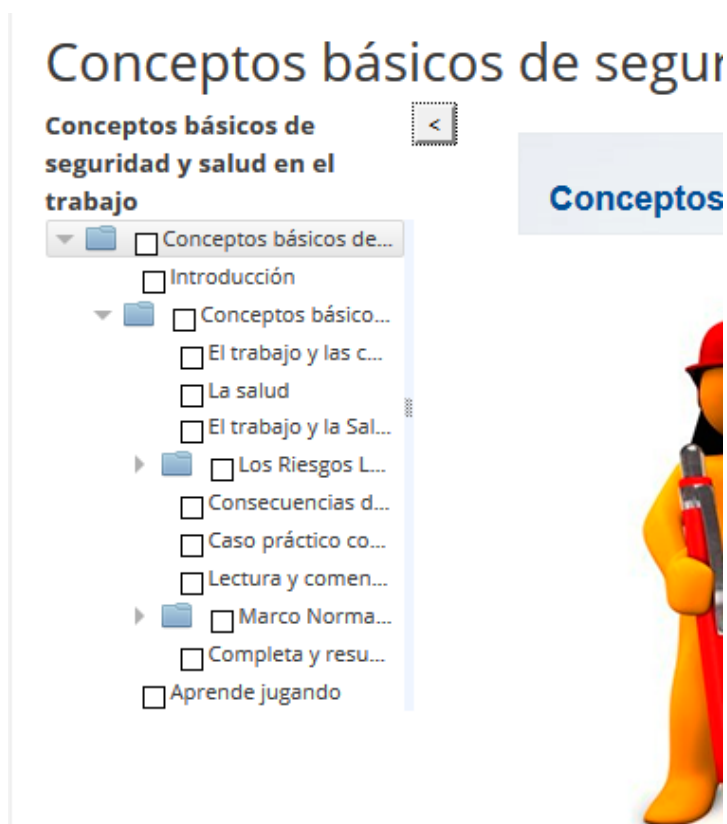 Conceptos básicos de segur
Conceptos básicos de
seguridad y salud en el
trabajo
<
Conceptos
Conceptos básicos de...
Introducción
Conceptos básico...
El trabajo y las c...
La salud
El trabajo y la Sal...
Los Riesgos L...
Consecuencias d...
Caso práctico co...
Lectura y comen...
Marco Norma...
Completa y resu...
Aprende jugando